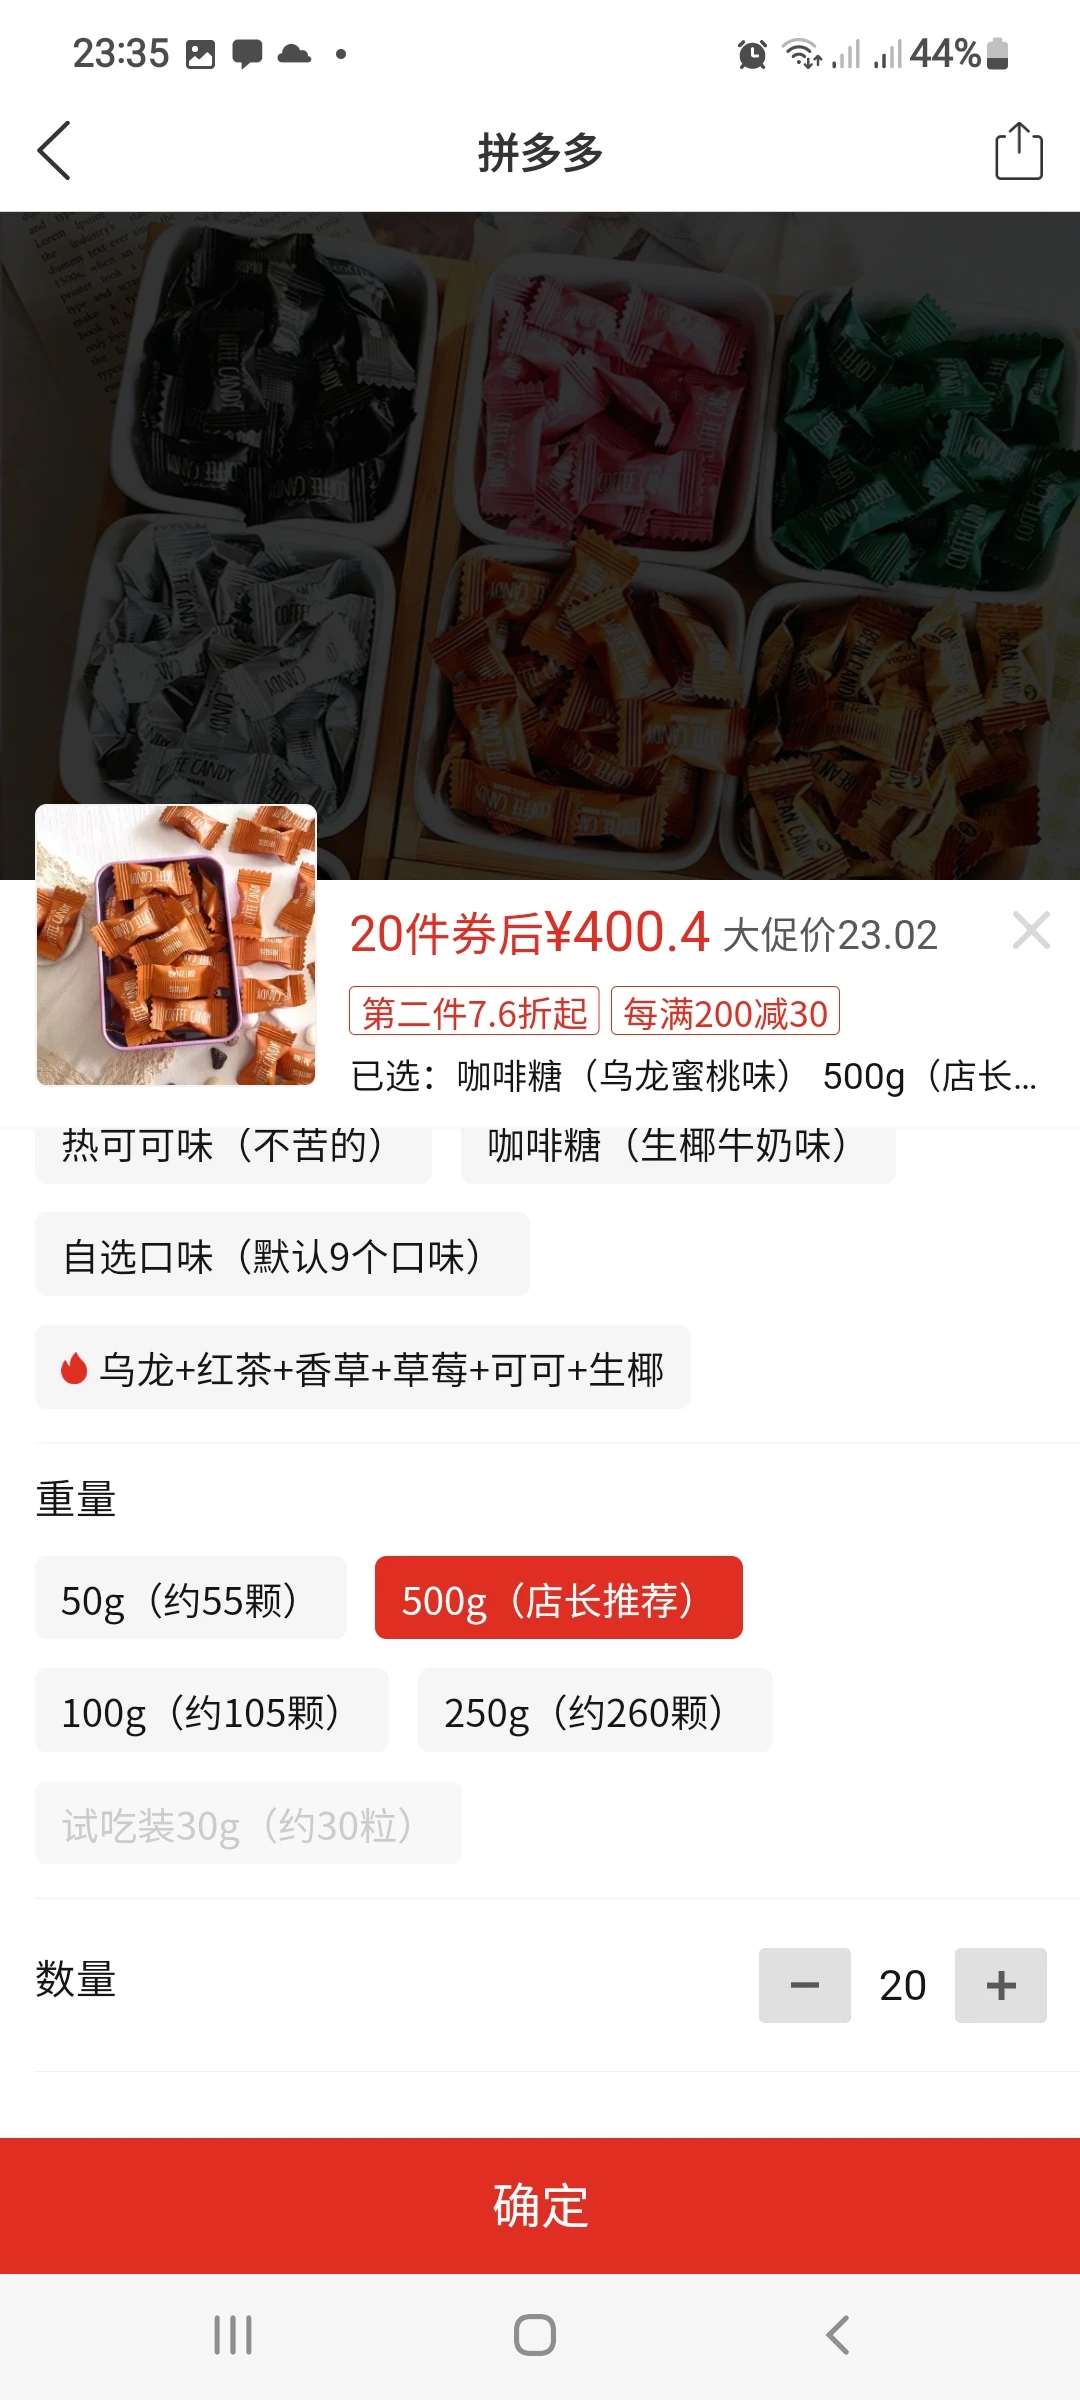 23:35
44%
拼多多
20件券后¥400.4 大促价23.02
第二件7.6折起 每满200减30
已选：咖啡糖（乌龙蜜桃味） 500g（店长...
热可可味（不苦的） 咖啡糖（生椰牛奶味）
自选口味（默认9个口味）
乌龙+红茶+香草+草莓+可可+生椰
重量
50g（约55颗） 500g（店长推荐）
100g（约105颗） 250g（约260颗）
试吃装30g（约30粒）
数量
20
确定